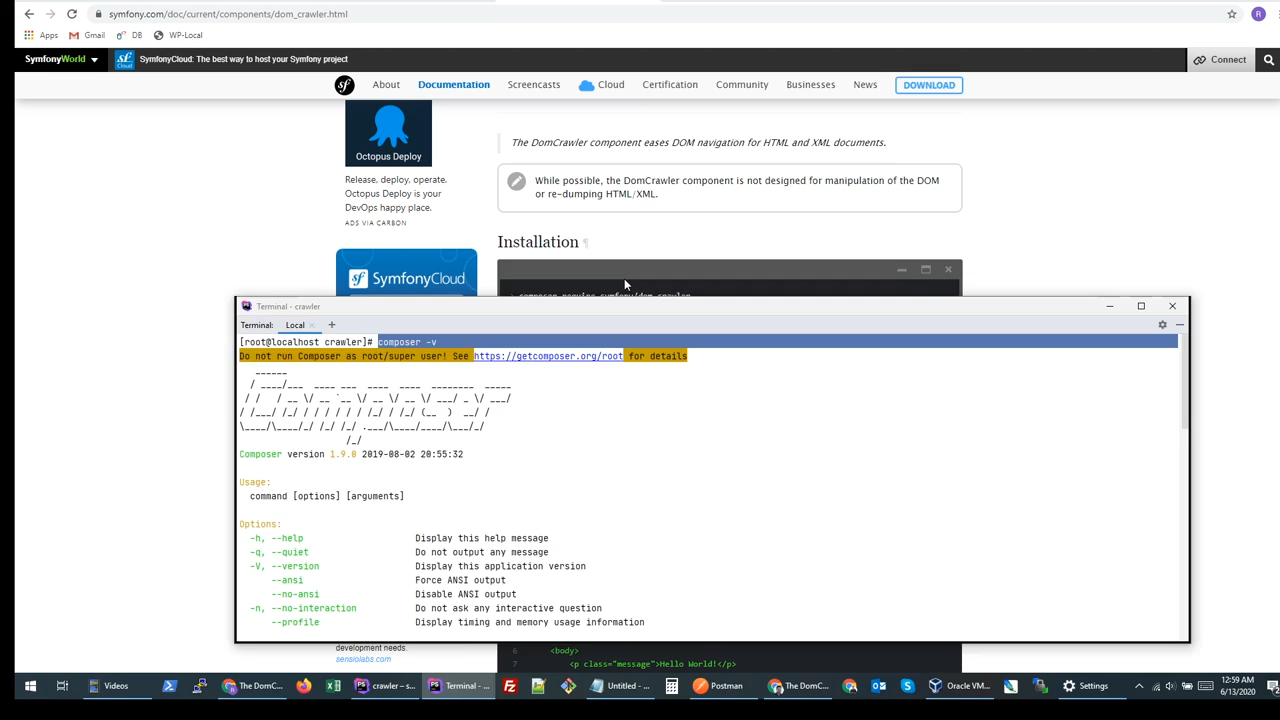 symfony.com/doc/current/components/dom_crawler.html
R
Apps Gmail DB WP-Local
SymfonyWorld SymfonyCloud: The best way to host your Symfony project Connect
About Documentation Screencasts Cloud Certification Community Businesses News DOWNLOAD
Octopus Deploy
Release, deploy, operate.
Octopus Deploy is your
DevOps happy place.
ADS VIA CARBON
SymfonyCloud
The DomCrawler component eases DOM navigation for HTML and XML documents.
While possible, the DomCrawler component is not designed for manipulation of the DOM
or re-dumping HTML/XML.
Installation ¶
composer require symfony/dom-crawler
Terminal - crawler
Terminal: Local
[root@localhost crawler]# composer -v
Do not run Composer as root/super user! See https://getcomposer.org/root for details
Composer version 1.9.0 2019-08-02 20:55:32
Usage:
command [options] [arguments]
Options:
-h, --help Display this help message
-q, --quiet Do not output any message
-V, --version Display this application version
--ansi Force ANSI output
--no-ansi Disable ANSI output
-n, --no-interaction Do not ask any interactive question
--profile Display timing and memory usage information
development needs.
sensiolabs.com
6 <body>
7 <p class="message">Hello World!</p>
Videos The DomC... crawler – s... Terminal - ... Untitled - ... Postman The DomC... Oracle VM... Settings
12:59 AM
6/13/2020